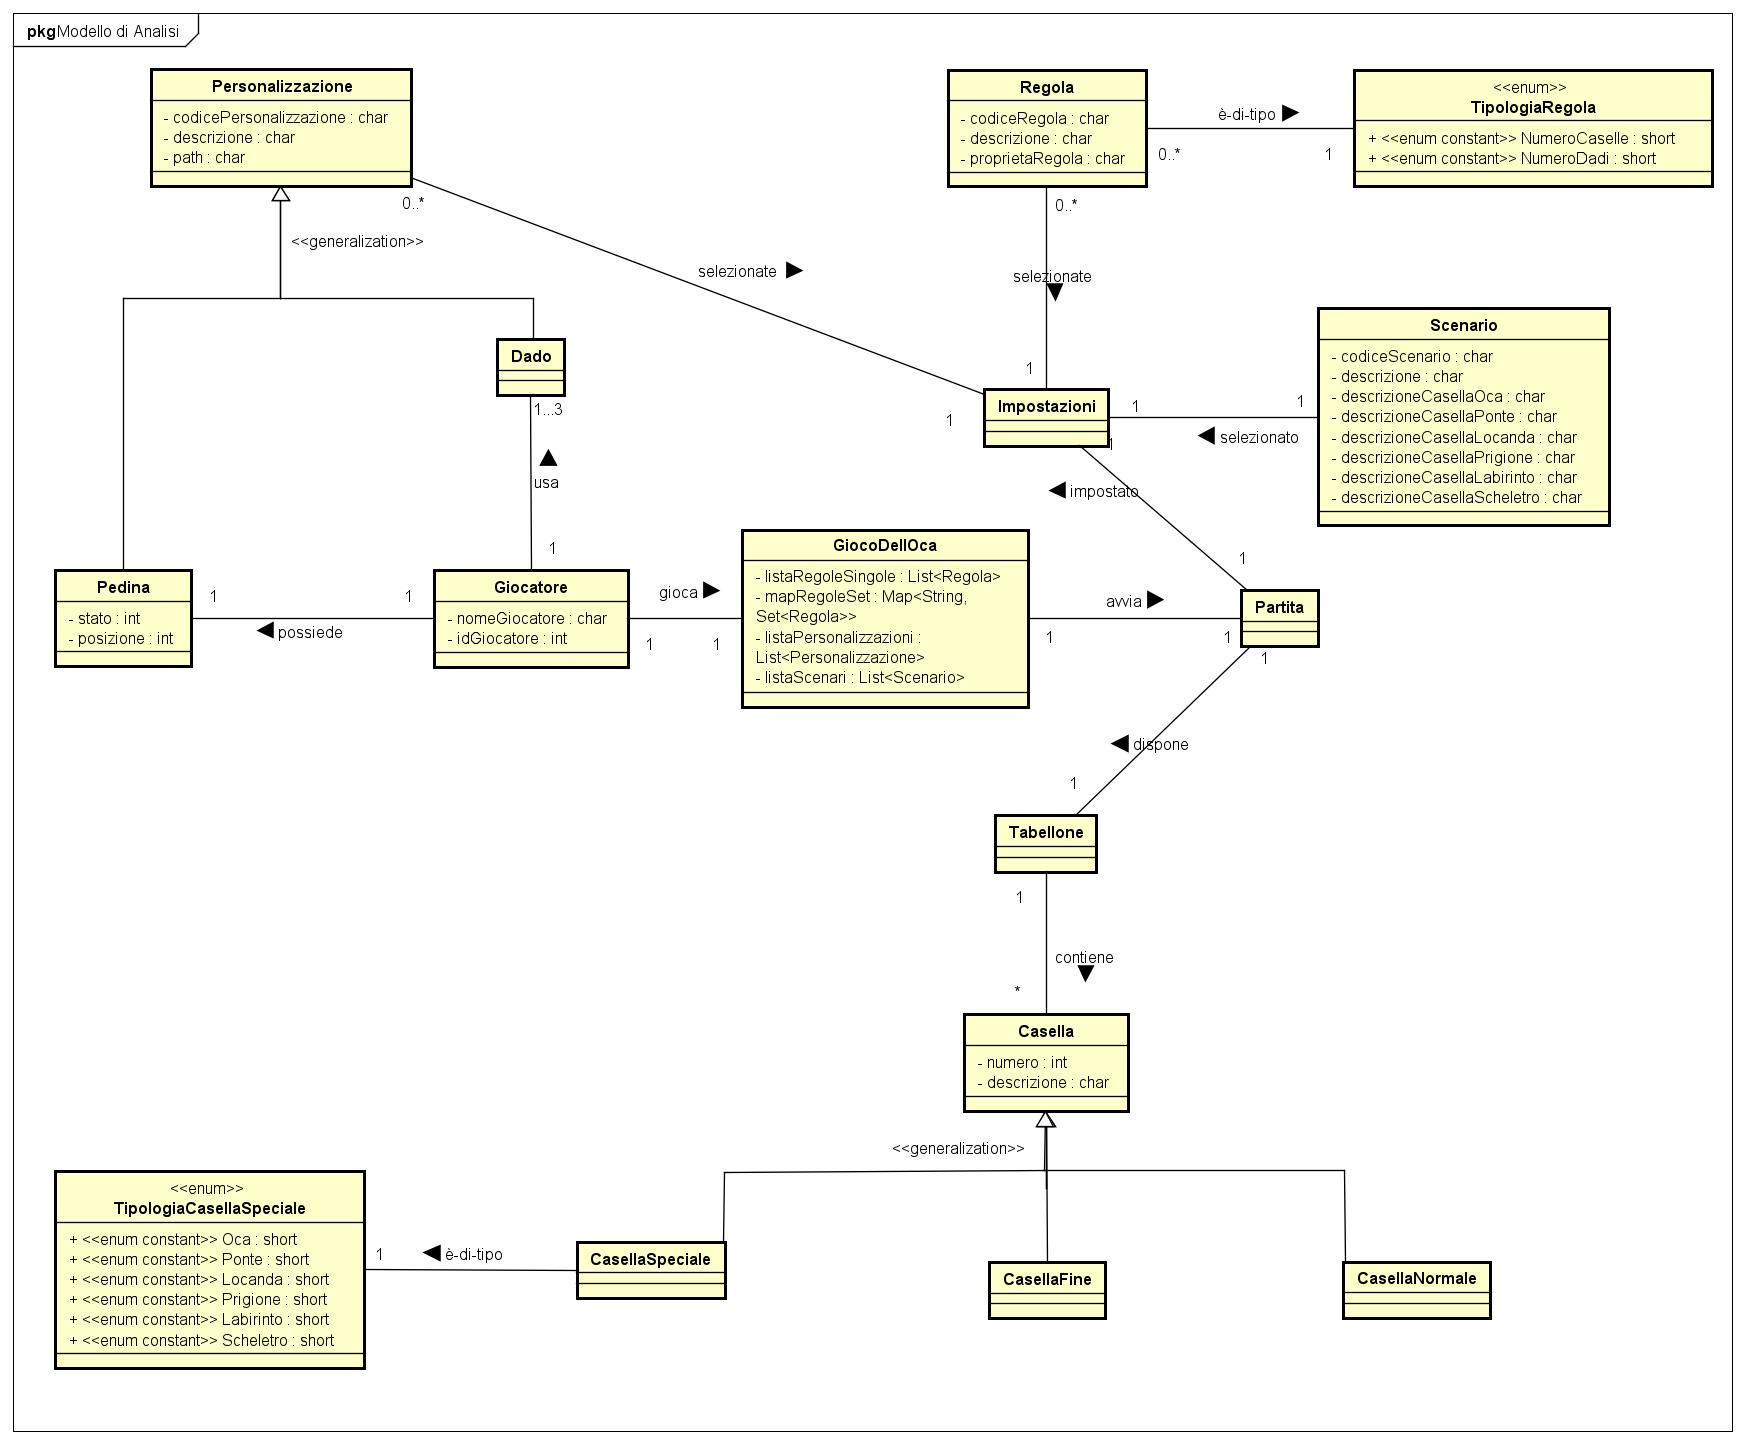 pkg Modello di Analisi
Personalizzazione
- codicePersonalizzazione : char
- descrizione : char
- path : char
0..*
<<generalization>>
selezionate
Regola
- codiceRegola : char
- descrizione : char
- proprietaRegola : char
è-di-tipo
0..*
1
<<enum>>
TipologiaRegola
+ <<enum constant>> NumeroCaselle : short
+ <<enum constant>> NumeroDadi : short
0..*
selezionate
1
Dado
1...3
usa
1
Impostazioni
1
1
1
selezionato
1
Scenario
- codiceScenario : char
- descrizione : char
- descrizioneCasellaOca : char
- descrizioneCasellaPonte : char
- descrizioneCasellaLocanda : char
- descrizioneCasellaPrigione : char
- descrizioneCasellaLabirinto : char
- descrizioneCasellaScheletro : char
impostato
1
Pedina
- stato : int
- posizione : int
1
1
possiede
Giocatore
- nomeGiocatore : char
- idGiocatore : int
gioca
1
1
GiocoDellOca
- listaRegoleSingole : List<Regola>
- mapRegoleSet : Map<String,
Set<Regola>>
- listaPersonalizzazioni :
List<Personalizzazione>
- listaScenari : List<Scenario>
avvia
1
1
Partita
1
dispone
1
Tabellone
1
contiene
*
Casella
- numero : int
- descrizione : char
<<generalization>>
<<enum>>
TipologiaCasellaSpeciale
+ <<enum constant>> Oca : short
+ <<enum constant>> Ponte : short
+ <<enum constant>> Locanda : short
+ <<enum constant>> Prigione : short
+ <<enum constant>> Labirinto : short
+ <<enum constant>> Scheletro : short
1
è-di-tipo
CasellaSpeciale
CasellaFine
CasellaNormale